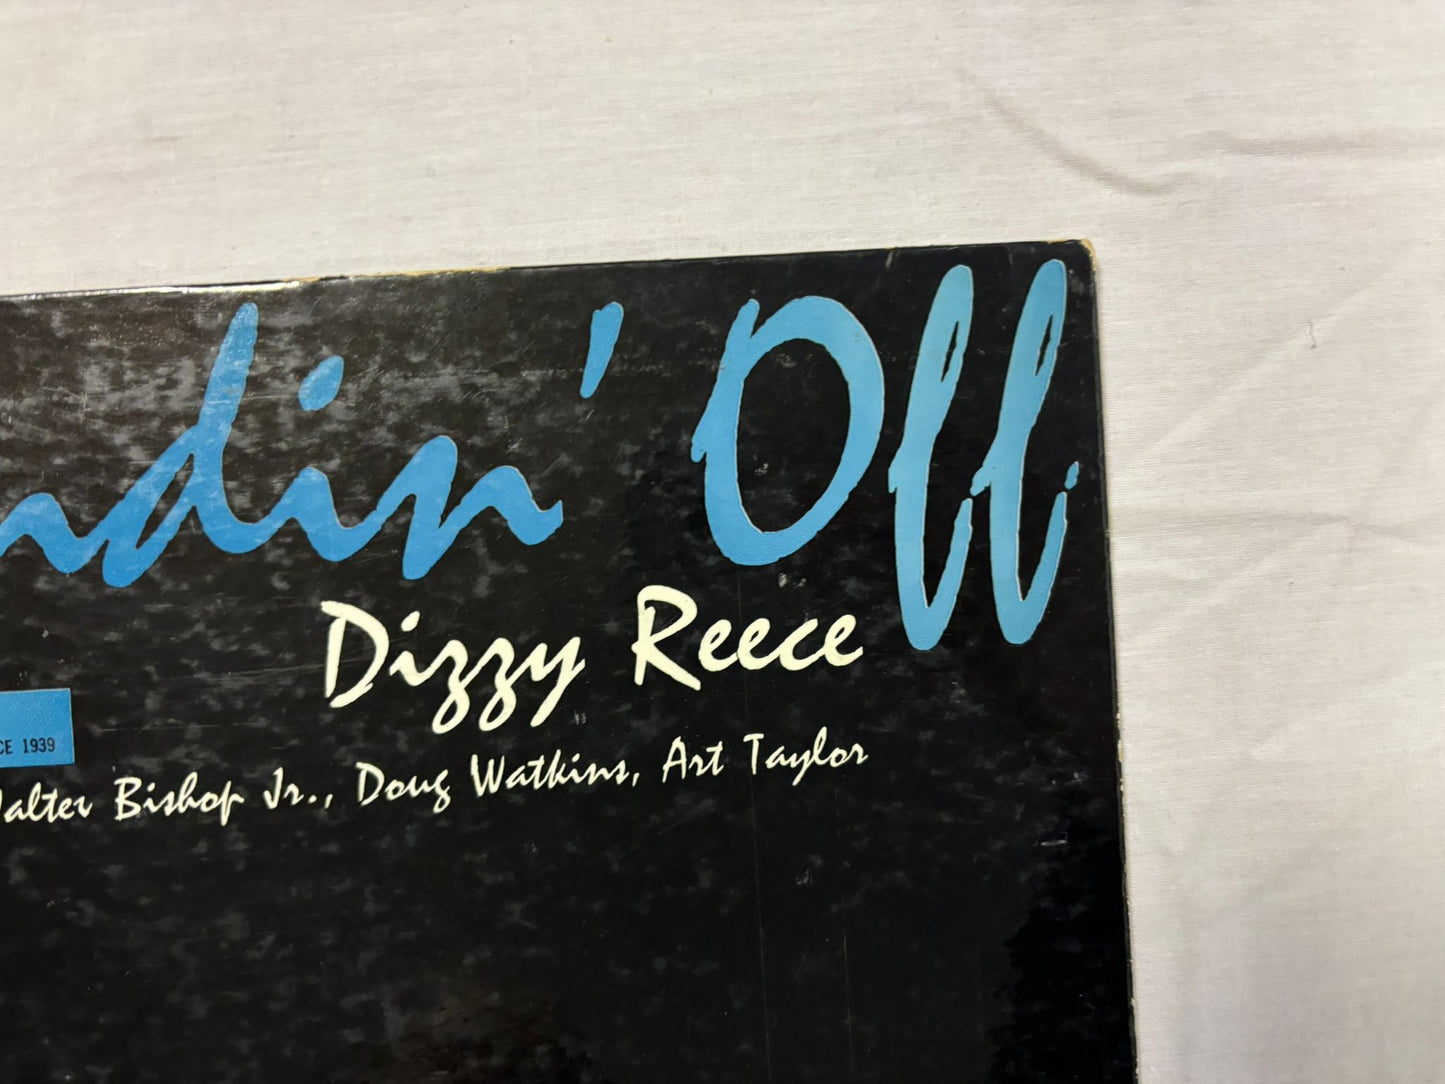 ndin' Off
Dizzy Reece
CE 1939
alter Bishop Jr., Doug Watkins, Art Taylor